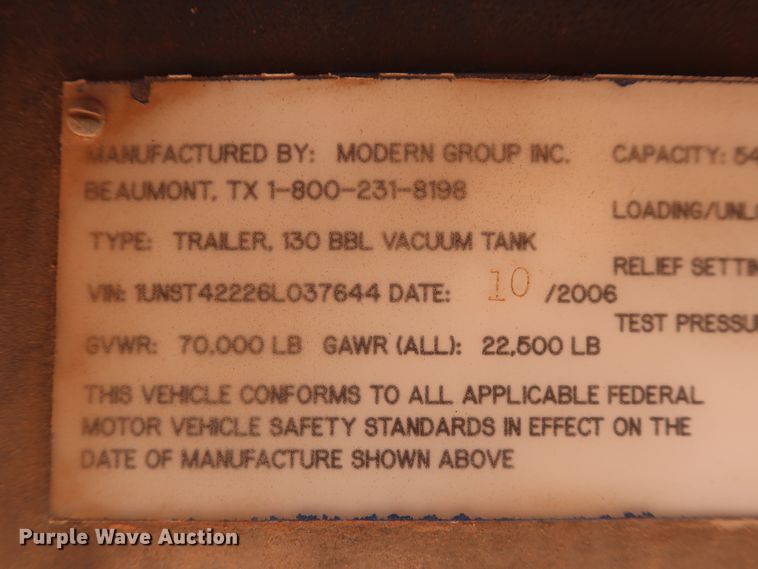 MANUFACTURED BY: MODERN GROUP INC.
BEAUMONT, TX 1-800-231-8198
TYPE: TRAILER, 130 BBL VACUUM TANK
VIN: 1UNST42226L037644 DATE: 10 /2006
GVWR: 70,000 LB GAWR (ALL): 22,500 LB
THIS VEHICLE CONFORMS TO ALL APPLICABLE FEDERAL
MOTOR VEHICLE SAFETY STANDARDS IN EFFECT ON THE
DATE OF MANUFACTURE SHOWN ABOVE
CAPACITY: 54
LOADING/UNL
RELIEF SETTIN
TEST PRESSU
Purple Wave Auction